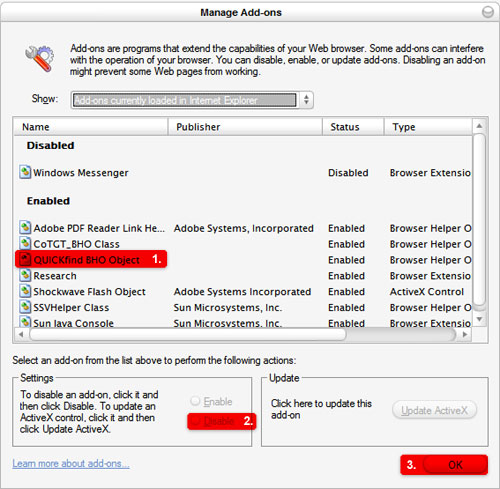 Manage Add-ons
Add-ons are programs that extend the capabilities of your Web browser. Some add-ons can interfere
with the operation of your browser. You can disable, enable, or update add-ons. Disabling an add-on
might prevent some Web pages from working.
Show: Add-ons currently loaded in Internet Explorer
Name Publisher Status Type
Disabled
Windows Messenger Disabled Browser Extensio
Enabled
Adobe PDF Reader Link He... Adobe Systems, Incorporated Enabled Browser Helper O
CoTGT_BHO Class Enabled Browser Helper O
QUICKfind BHO Object 1. Enabled Browser Helper O
Research Enabled Browser Extensio
Shockwave Flash Object Adobe Systems Incorporated Enabled ActiveX Control
SSVHelper Class Sun Microsystems, Inc. Enabled Browser Helper O
Sun Java Console Sun Microsystems, Inc. Enabled Browser Extensio
Select an add-on from the list above to perform the following actions:
Settings
To disable an add-on, click it and
then click Disable. To update an
ActiveX control, click it and then
click Update ActiveX.
Enable
Disable 2.
Update
Click here to update this
add-on
Update ActiveX
Learn more about add-ons...
3. OK